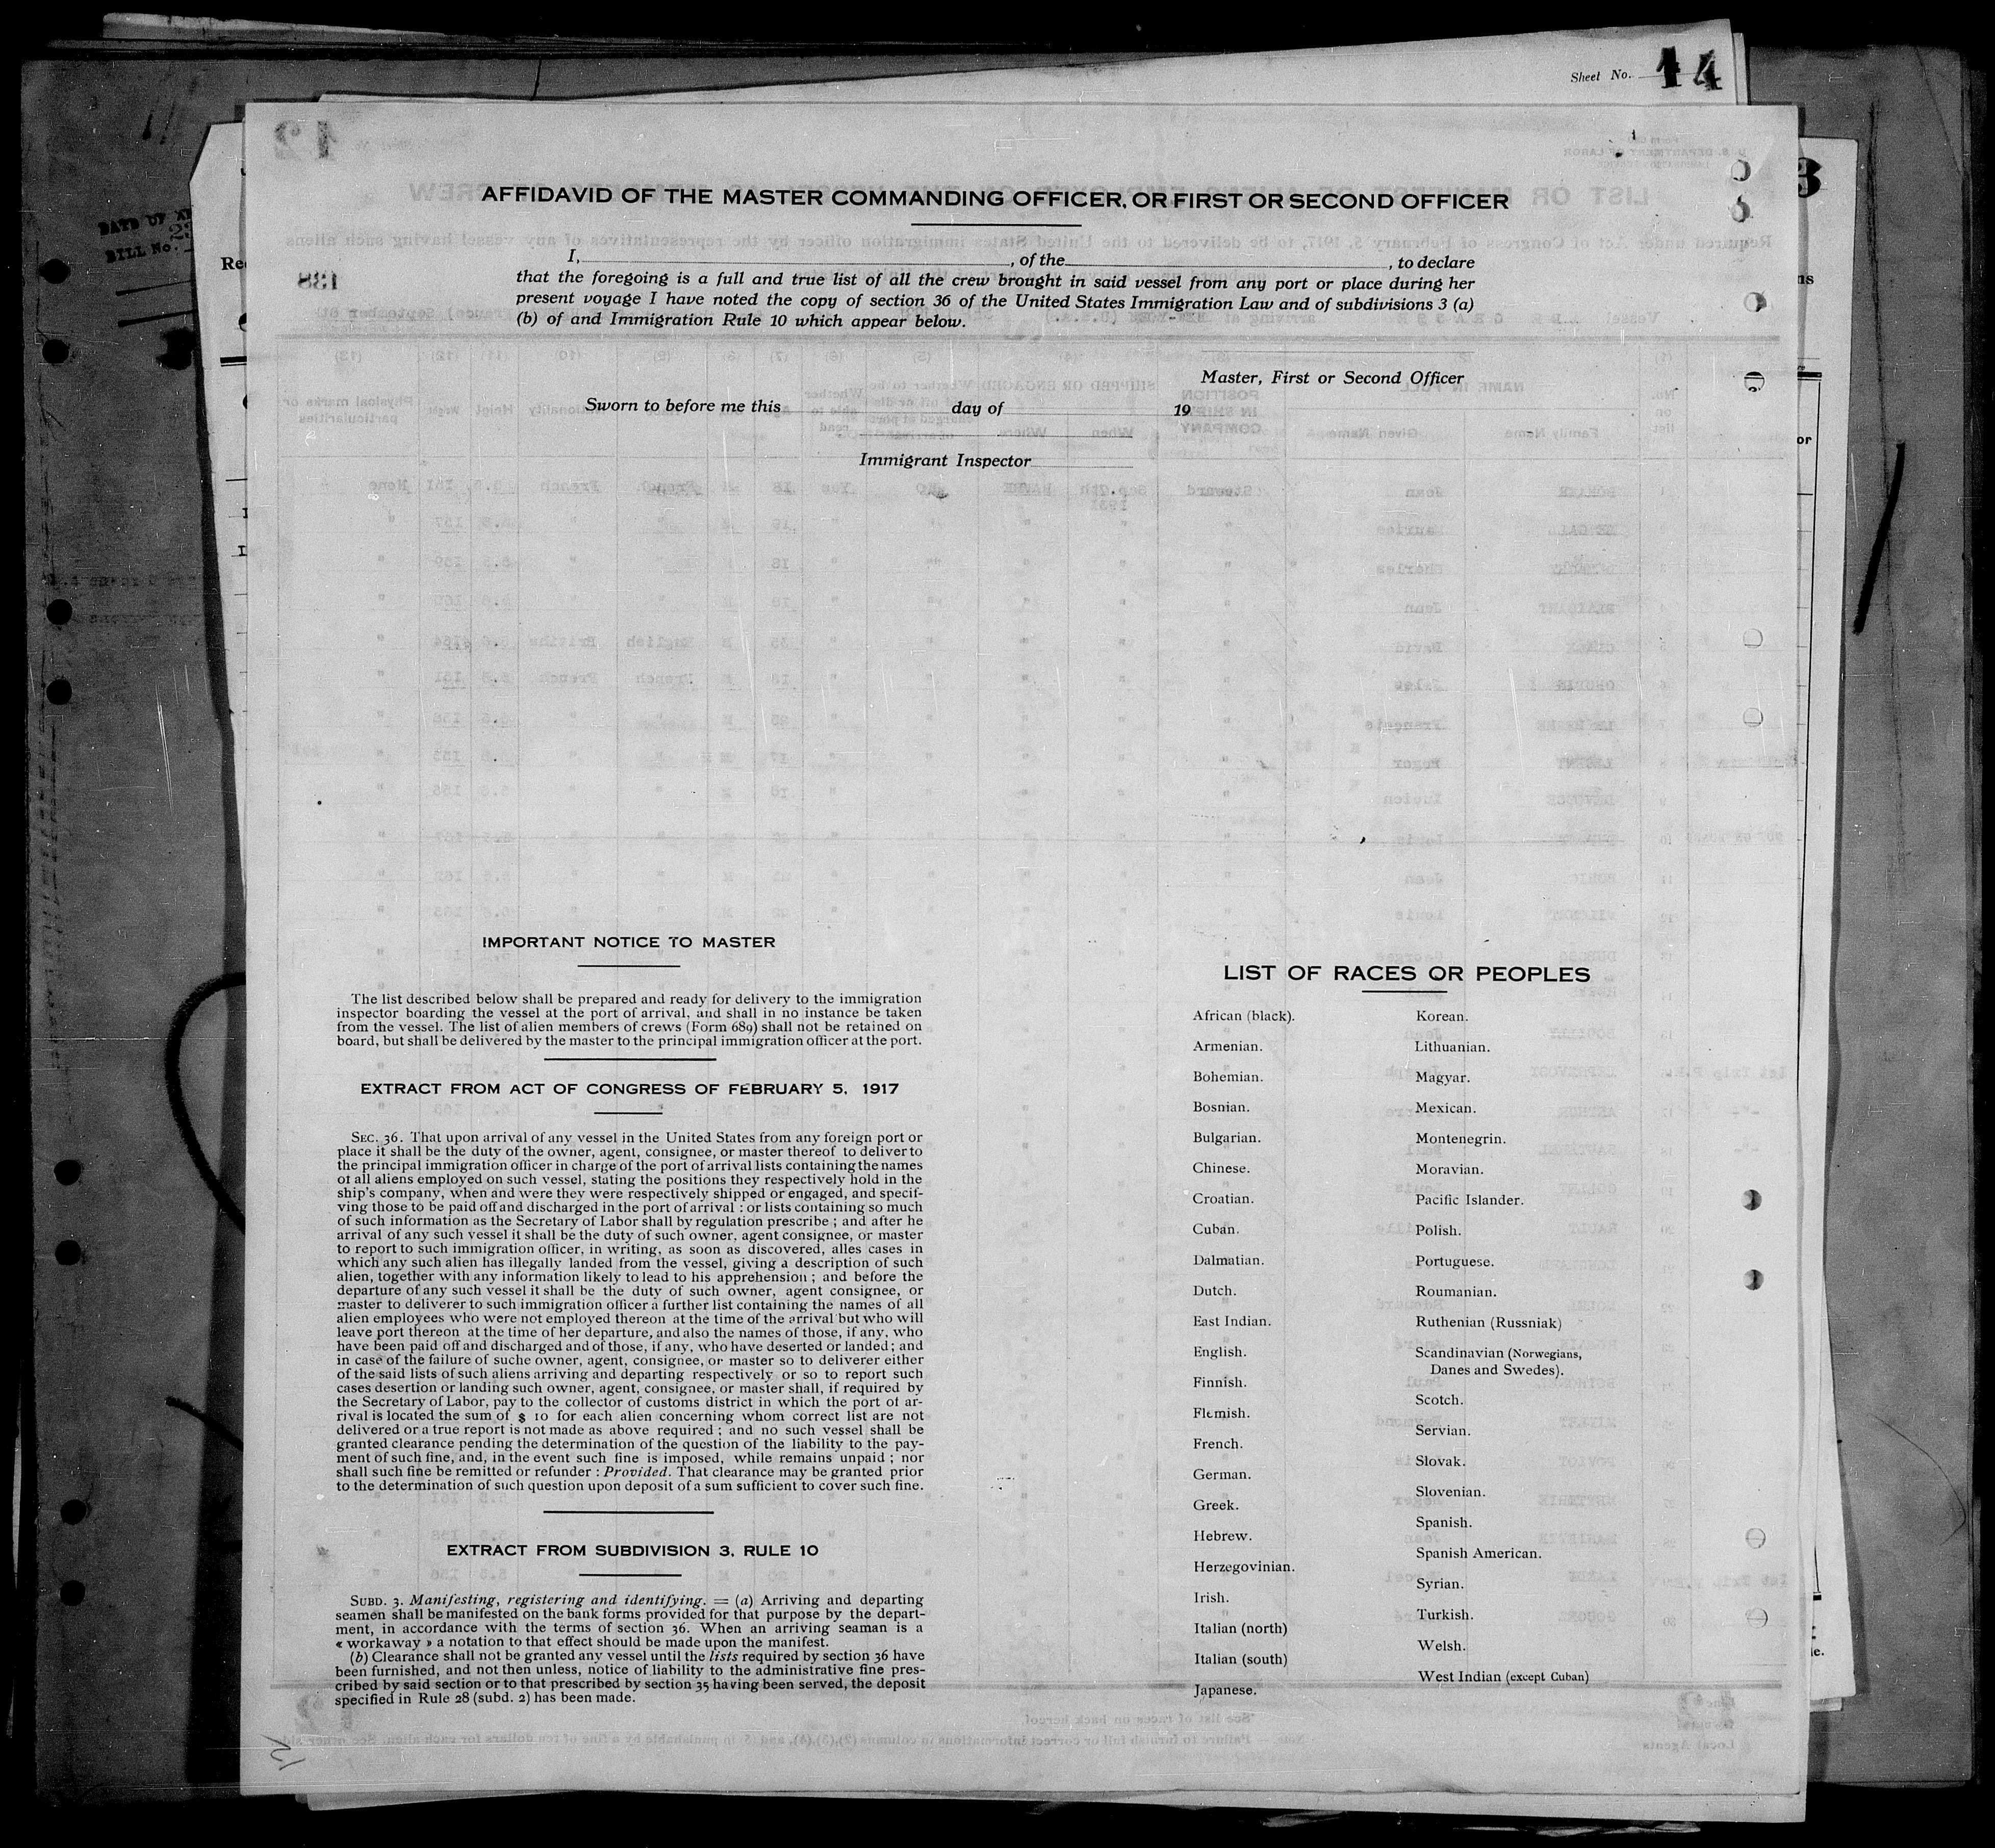 Sheet No. 14
AFFIDAVID OF THE MASTER COMMANDING OFFICER, OR FIRST OR SECOND OFFICER
I, , of the , to declare
that the foregoing is a full and true list of all the crew brought in said vessel from any port or place during her
present voyage I have noted the copy of section 36 of the United States Immigration Law and of subdivisions 3 (a)
(b) of and Immigration Rule 10 which appear below.
Master, First or Second Officer
Sworn to before me this day of 19
Immigrant Inspector
IMPORTANT NOTICE TO MASTER
The list described below shall be prepared and ready for delivery to the immigration
inspector boarding the vessel at the port of arrival, and shall in no instance be taken
from the vessel. The list of alien members of crews (Form 689) shall not be retained on
board, but shall be delivered by the master to the principal immigration officer at the port.
EXTRACT FROM ACT OF CONGRESS OF FEBRUARY 5, 1917
SEC. 36. That upon arrival of any vessel in the United States from any foreign port or
place it shall be the duty of the owner, agent, consignee, or master thereof to deliver to
the principal immigration officer in charge of the port of arrival lists containing the names
of all aliens employed on such vessel, stating the positions they respectively hold in the
ship's company, when and were they were respectively shipped or engaged, and specif-
ving those to be paid off and discharged in the port of arrival : or lists containing so much
of such information as the Secretary of Labor shall by regulation prescribe ; and after he
arrival of any such vessel it shall be the duty of such owner, agent consignee, or master
to report to such immigration officer, in writing, as soon as discovered, alles cases in
which any such alien has illegally landed from the vessel, giving a description of such
alien, together with any information likely to lead to his apprehension ; and before the
departure of any such vessel it shall be the duty of such owner, agent consignee, or
master to deliverer to such immigration officer a further list containing the names of all
alien employees who were not employed thereon at the time of the arrival but who will
leave port thereon at the time of her departure, and also the names of those, if any, who
have been paid off and discharged and of those, if any, who have deserted or landed ; and
in case of the failure of suche owner, agent, consignee, or master so to deliverer either
of the said lists of such aliens arriving and departing respectively or so to report such
cases desertion or landing such owner, agent, consignee, or master shall, if required by
the Secretary of Labor, pay to the collector of customs district in which the port of ar-
rival is located the sum of $ 10 for each alien concerning whom correct list are not
delivered or a true report is not made as above required ; and no such vessel shall be
granted clearance pending the determination of the question of the liability to the pay-
ment of such fine, and, in the event such fine is imposed, while remains unpaid ; nor
shall such fine be remitted or refunder : Provided. That clearance may be granted prior
to the determination of such question upon deposit of a sum sufficient to cover such fine.
EXTRACT FROM SUBDIVISION 3, RULE 10
SUBD. 3. Manifesting, registering and identifying. = (a) Arriving and departing
seamen shall be manifested on the bank forms provided for that purpose by the depart-
ment, in accordance with the terms of section 36. When an arriving seaman is a
« workaway » a notation to that effect should be made upon the manifest.
(b) Clearance shall not be granted any vessel until the lists required by section 36 have
been furnished, and not then unless, notice of liability to the administrative fine pres-
cribed by said section or to that prescribed by section 35 having been served, the deposit
specified in Rule 28 (subd. 2) has been made.
12
LIST OF RACES OR PEOPLES
African (black).
Armenian.
Bohemian.
Bosnian.
Bulgarian.
Chinese.
Croatian.
Cuban.
Dalmatian.
Dutch.
East Indian.
English.
Finnish.
Flemish.
French.
German.
Greek.
Hebrew.
Herzegovinian.
Irish.
Italian (north)
Italian (south)
Japanese.
Korean.
Lithuanian.
Magyar.
Mexican.
Montenegrin.
Moravian.
Pacific Islander.
Polish.
Portuguese.
Roumanian.
Ruthenian (Russniak)
Scandinavian (Norwegians,
Danes and Swedes).
Scotch.
Servian.
Slovak.
Slovenian.
Spanish.
Spanish American.
Syrian.
Turkish.
Welsh.
West Indian (except Cuban)